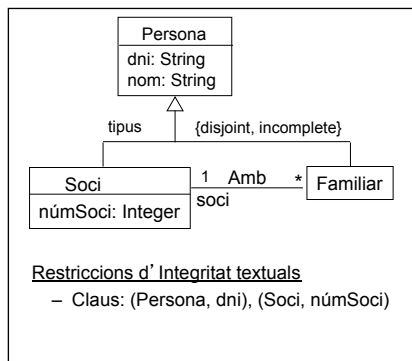 Persona
dni: String
nom: String
tipus {disjoint, incomplete}
Soci
númSoci: Integer
1 Amb *
soci
Familiar
Restriccions d' Integritat textuals
– Claus: (Persona, dni), (Soci, númSoci)